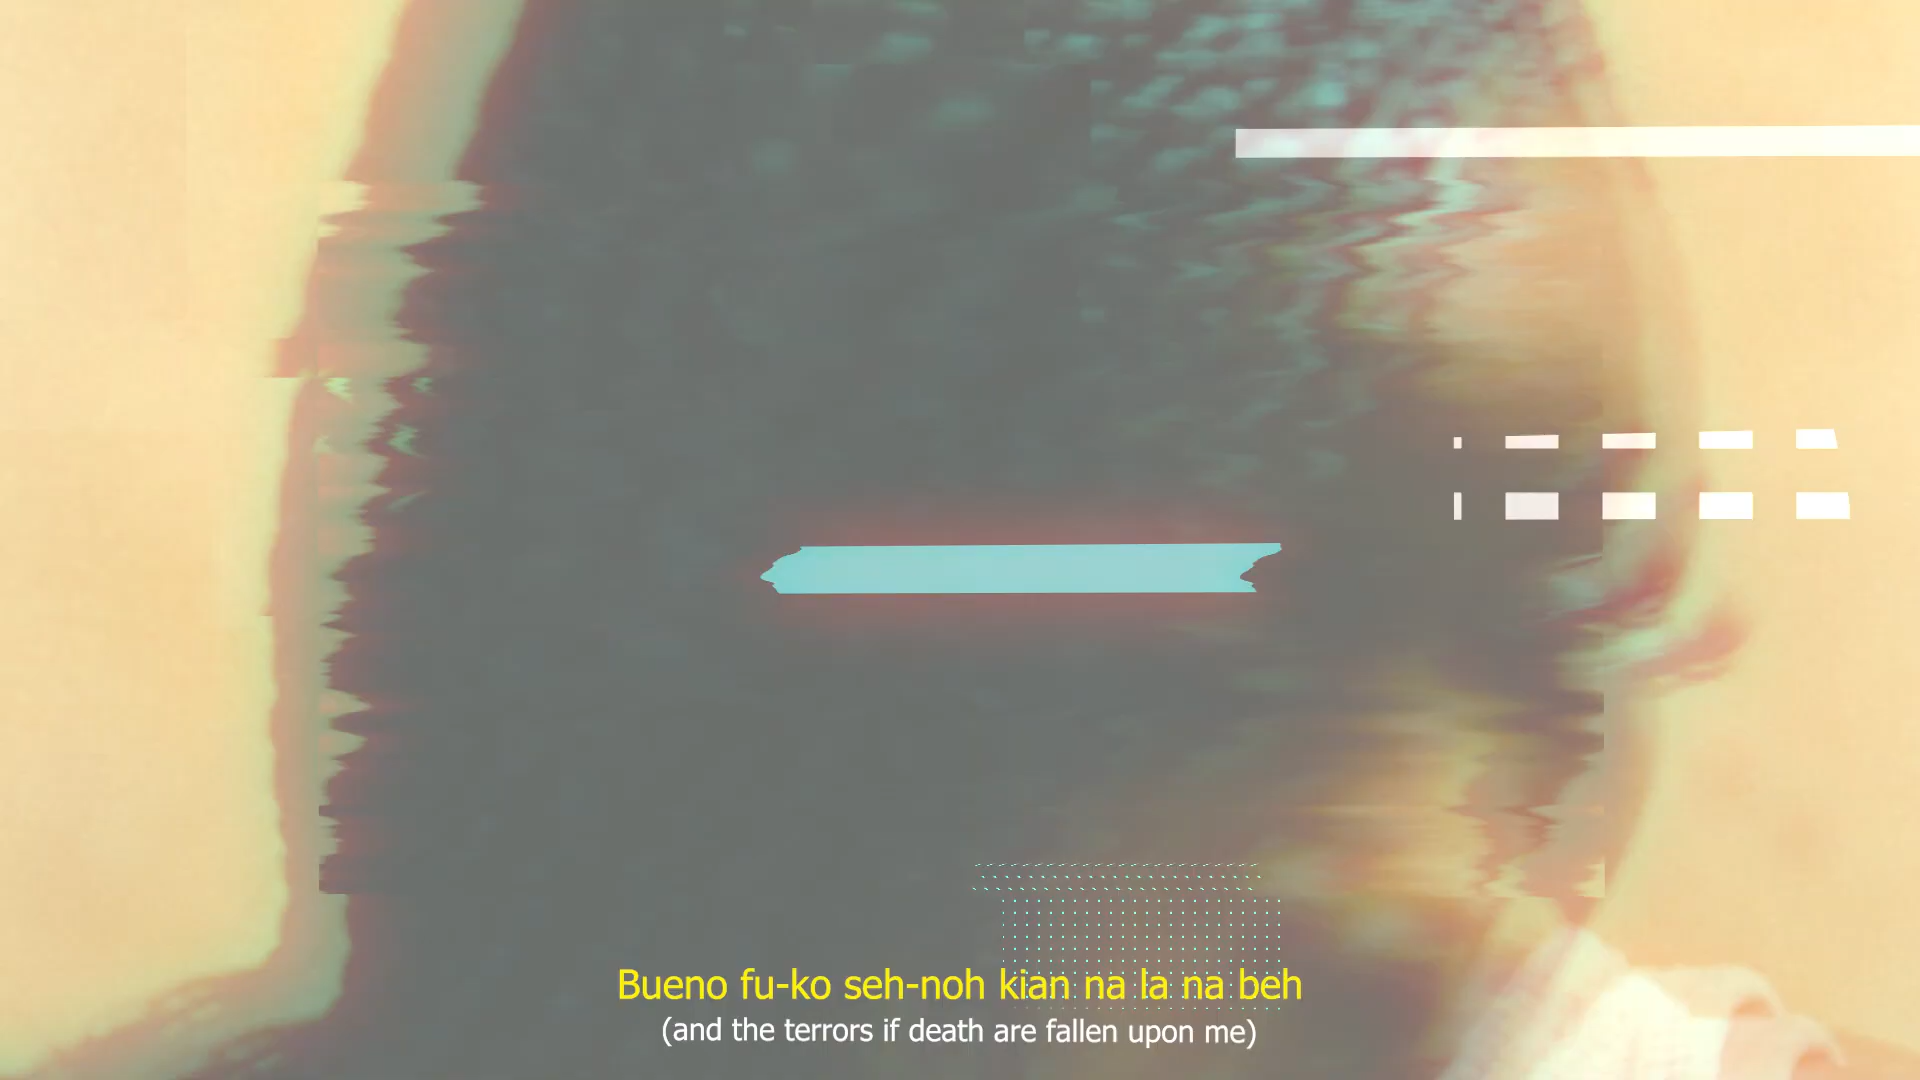 Bueno fu-ko seh-noh kian na la na beh
(and the terrors if death are fallen upon me)